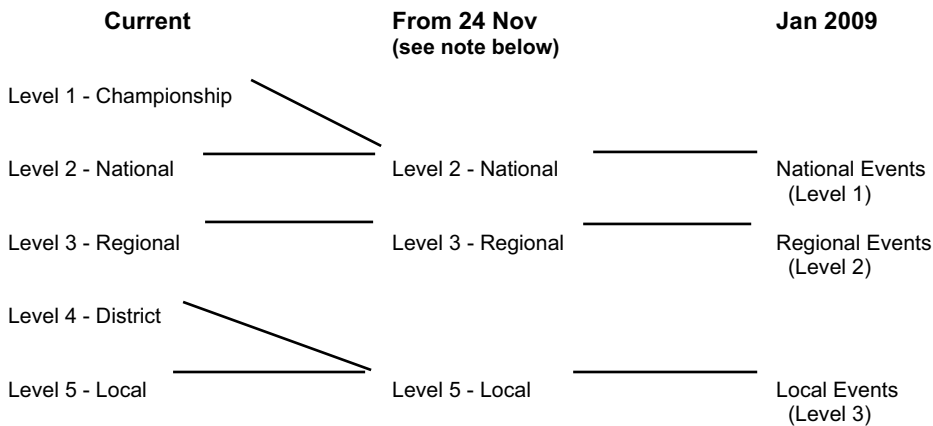 Current From 24 Nov Jan 2009
(see note below)
Level 1 - Championship
Level 2 - National Level 2 - National National Events
(Level 1)
Level 3 - Regional Level 3 - Regional Regional Events
(Level 2)
Level 4 - District
Level 5 - Local Level 5 - Local Local Events
(Level 3)